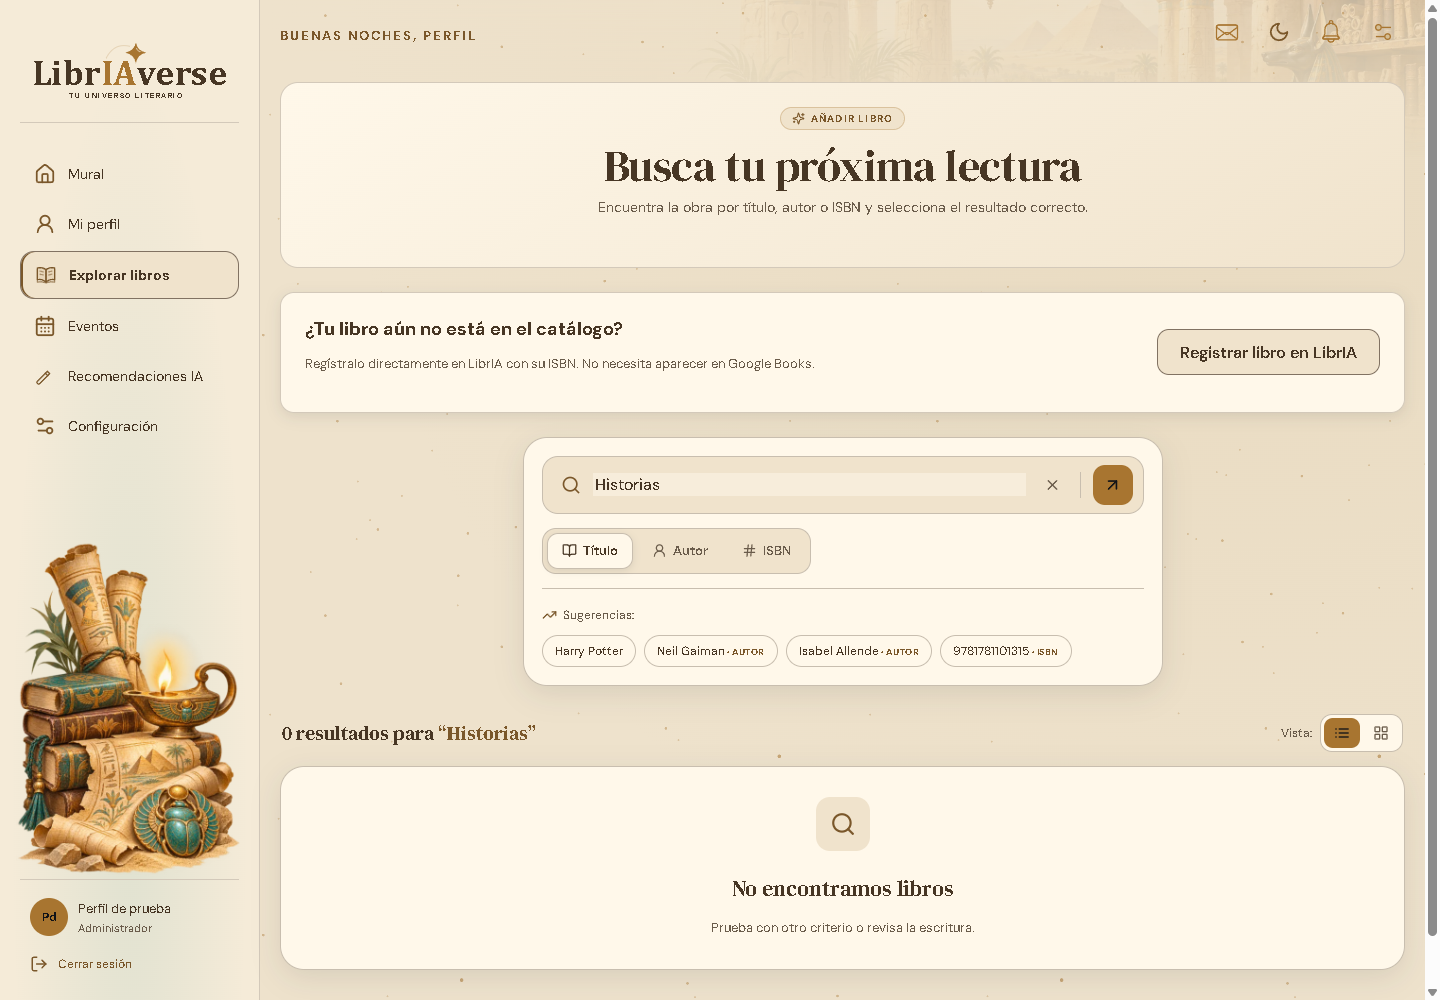 LibrIAverse
TU UNIVERSO LITERARIO
Mural
Mi perfil
Explorar libros
Eventos
Recomendaciones IA
Configuración
Pd
Perfil de prueba
Administrador
Cerrar sesión
BUENAS NOCHES, PERFIL
AÑADIR LIBRO
Busca tu próxima lectura
Encuentra la obra por título, autor o ISBN y selecciona el resultado correcto.
¿Tu libro aún no está en el catálogo?
Regístralo directamente en LibrIA con su ISBN. No necesita aparecer en Google Books.
Registrar libro en LibrIA
Historias
Título
Autor
ISBN
Sugerencias:
Harry Potter
Neil Gaiman · AUTOR
Isabel Allende · AUTOR
9781781101315 · ISBN
0 resultados para “Historias”
Vista:
No encontramos libros
Prueba con otro criterio o revisa la escritura.